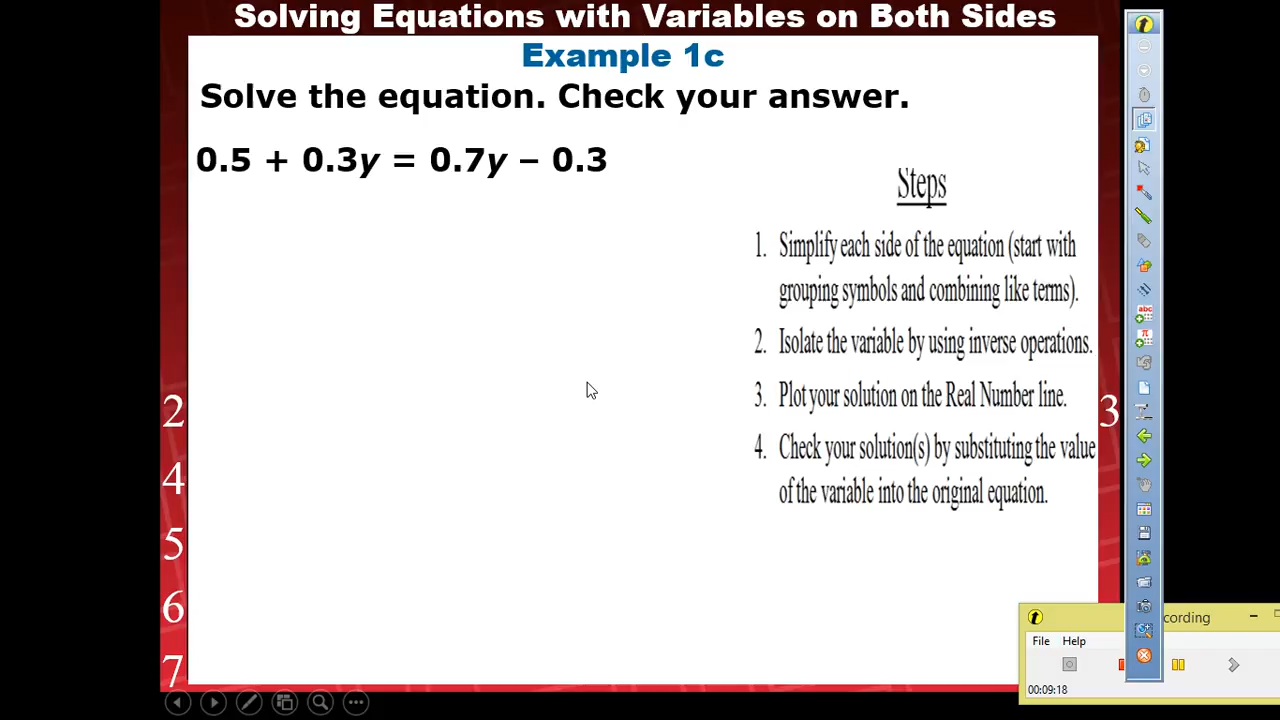 Solving Equations with Variables on Both Sides
Example 1c
Solve the equation. Check your answer.
0.5 + 0.3y = 0.7y – 0.3
Steps
1. Simplify each side of the equation (start with
grouping symbols and combining like terms).
2. Isolate the variable by using inverse operations.
3. Plot your solution on the Real Number line.
4. Check your solution(s) by substituting the value
of the variable into the original equation.
2
3
4
5
6
7
abc
π
cording
File Help
00:09:18